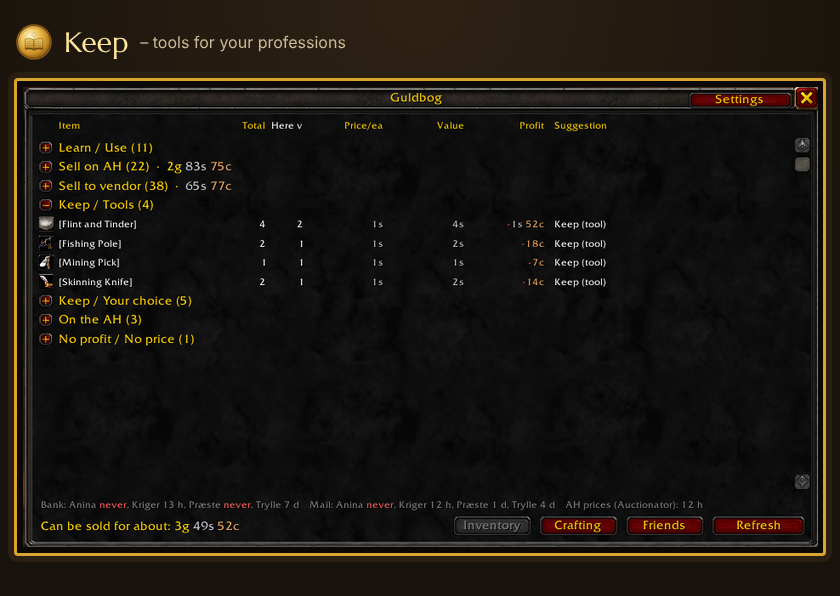 Keep – tools for your professions
Guldbog
Settings
Item Total Here v Price/ea Value Profit Suggestion
Learn / Use (11)
Sell on AH (22) · 2g 83s 75c
Sell to vendor (38) · 65s 77c
Keep / Tools (4)
[Flint and Tinder] 4 2 1s 4s -1s 52c Keep (tool)
[Fishing Pole] 2 1 1s 2s -18c Keep (tool)
[Mining Pick] 1 1 1s 1s -7c Keep (tool)
[Skinning Knife] 2 1 1s 2s -14c Keep (tool)
Keep / Your choice (5)
On the AH (3)
No profit / No price (1)
Bank: Anina never, Kriger 13 h, Præste never, Trylle 7 d Mail: Anina never, Kriger 12 h, Præste 1 d, Trylle 4 d AH prices (Auctionator): 12 h
Can be sold for about: 3g 49s 52c
Inventory Crafting Friends Refresh